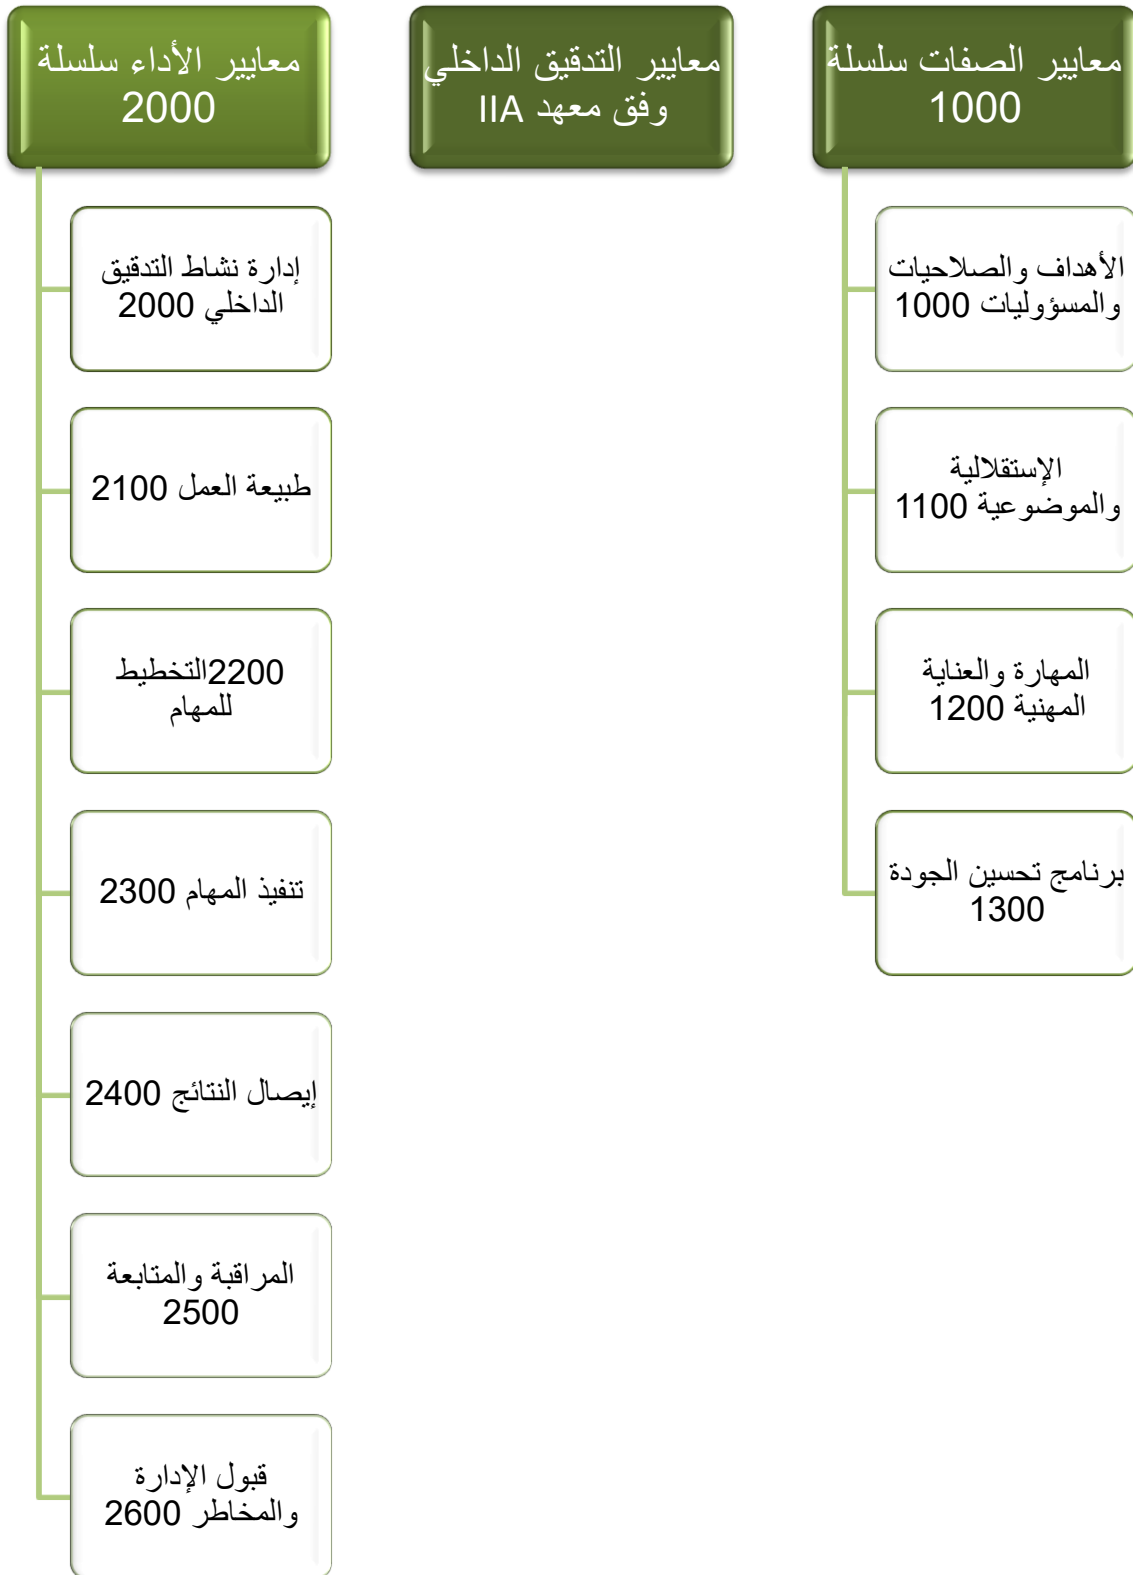 معايير الصفات سلسلة
1000
الأهداف والصلاحيات
والمسؤوليات 1000
الإستقلالية
والموضوعية 1100
المهارة والعناية
المهنية 1200
برنامج تحسين الجودة
1300
معايير التدقيق الداخلي
وفق معهد IIA
معايير الأداء سلسلة
2000
إدارة نشاط التدقيق
الداخلي 2000
طبيعة العمل 2100
2200التخطيط
للمهام
تنفيذ المهام 2300
إيصال النتائج 2400
المراقبة والمتابعة
2500
قبول الإدارة
والمخاطر 2600